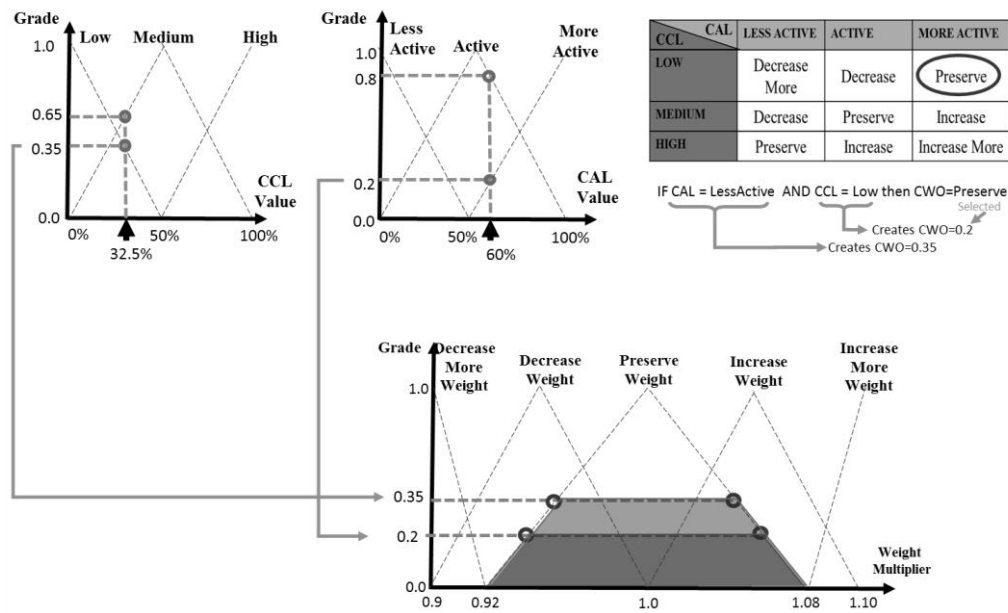 Grade
1.0
Low
Medium
High
0.65
0.35
0.0
0%
50%
100%
32.5%
CCL
Value
Grade
1.0
0.8
Less
Active
Active
More
Active
0.2
0.0
0%
50%
100%
60%
CAL
Value
CAL
CCL
LESS ACTIVE
ACTIVE
MORE ACTIVE
LOW
Decrease
More
Decrease
Preserve
MEDIUM
Decrease
Preserve
Increase
HIGH
Preserve
Increase
Increase More
IF CAL = LessActive AND CCL = Low then CWO=Preserve
Selected
Creates CWO=0.2
Creates CWO=0.35
Grade
1.0
Decrease
More
Weight
Decrease
Weight
Preserve
Weight
Increase
Weight
Increase
More
Weight
0.35
0.2
0.0
0.9
0.92
1.0
1.08
1.10
Weight
Multiplier